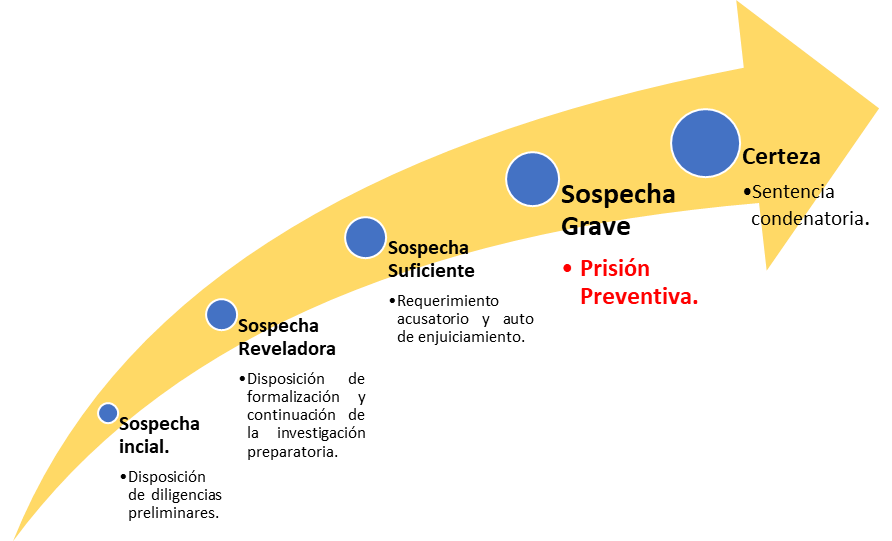 Sospecha
incial.
•Disposición
de diligencias
preliminares.
Sospecha
Reveladora
•Disposición de
formalización y
continuación de
la investigación
preparatoria.
Sospecha
Suficiente
•Requerimiento
acusatorio y auto
de enjuiciamiento.
Sospecha
Grave
• Prisión
Preventiva.
Certeza
•Sentencia
condenatoria.